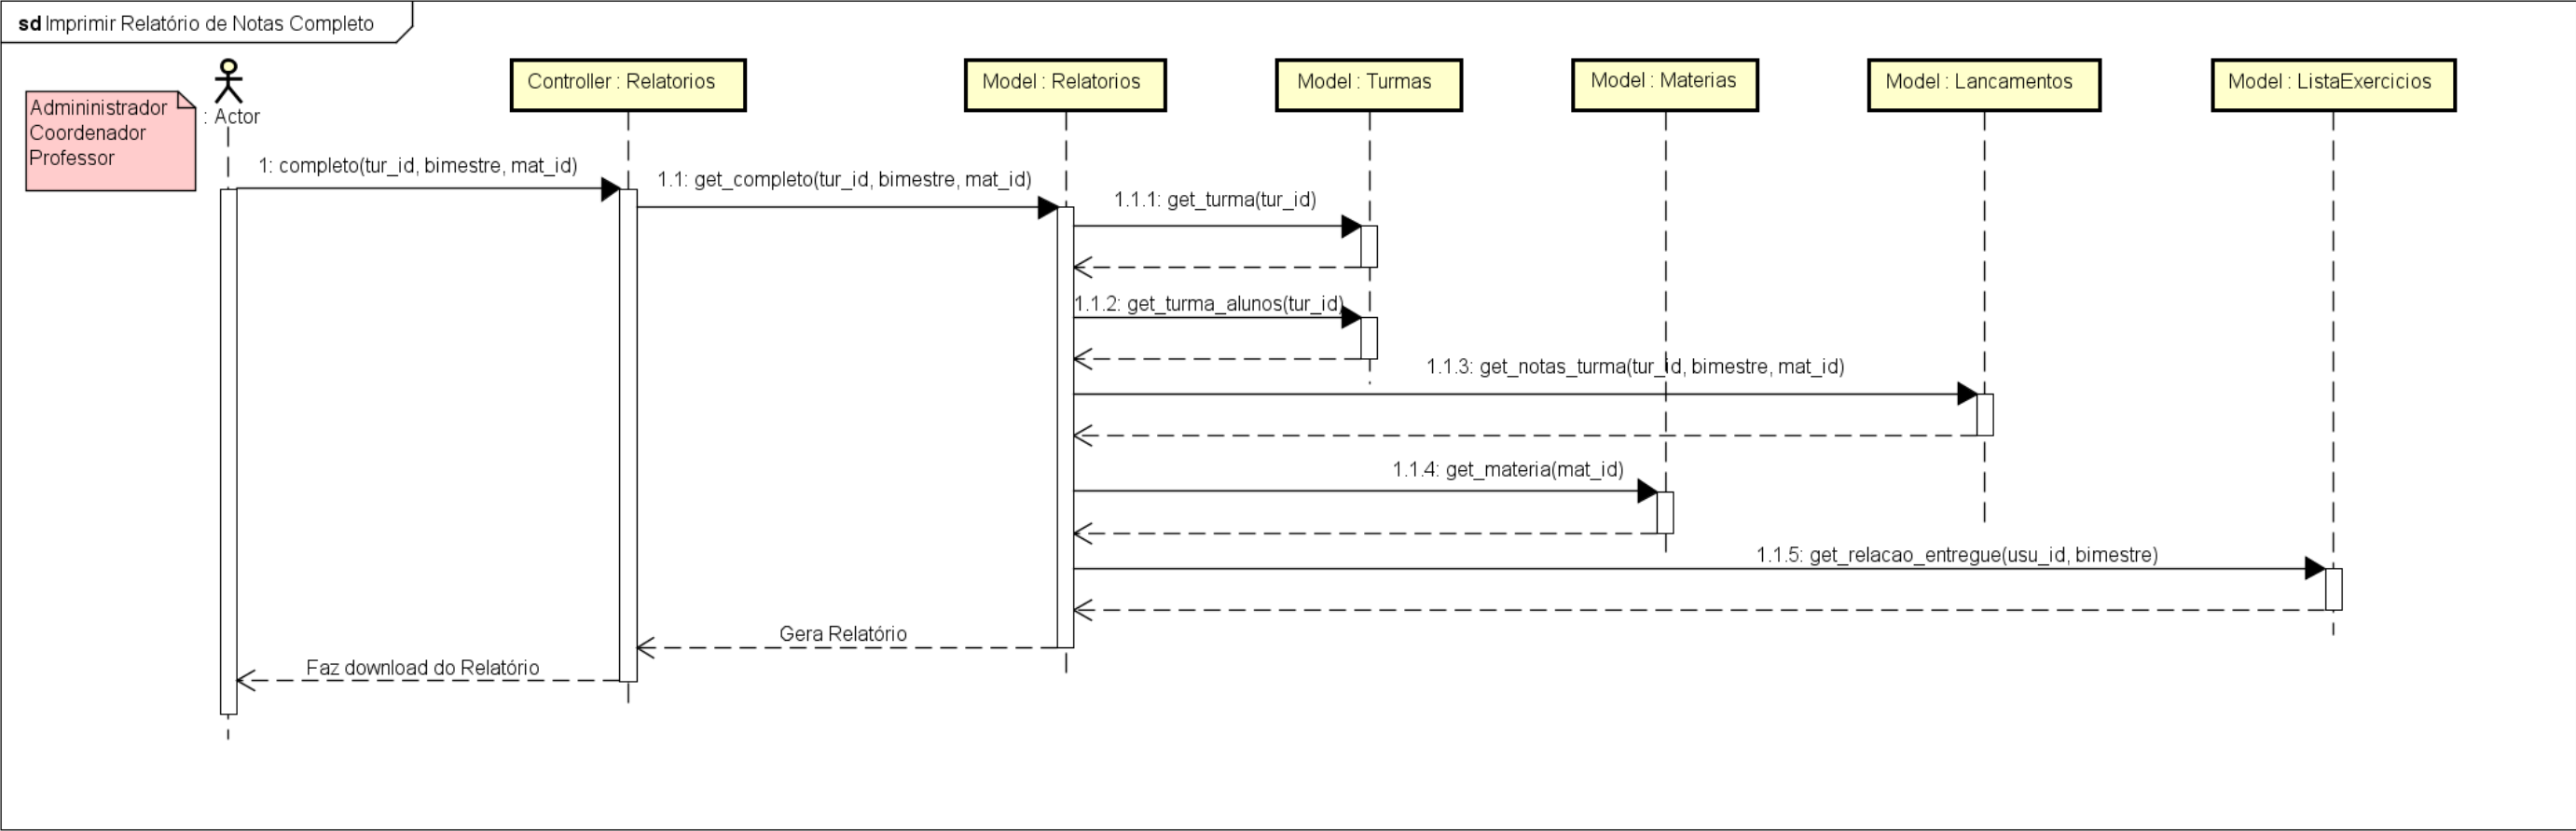 sd Imprimir Relatório de Notas Completo
Admininistrador
Coordenador
Professor
: Actor
Controller : Relatorios
Model : Relatorios
Model : Turmas
Model : Materias
Model : Lancamentos
Model : ListaExercicios
1: completo(tur_id, bimestre, mat_id)
1.1: get_completo(tur_id, bimestre, mat_id)
1.1.1: get_turma(tur_id)
1.1.2: get_turma_alunos(tur_id)
1.1.3: get_notas_turma(tur_id, bimestre, mat_id)
1.1.4: get_materia(mat_id)
1.1.5: get_relacao_entregue(usu_id, bimestre)
Gera Relatório
Faz download do Relatório